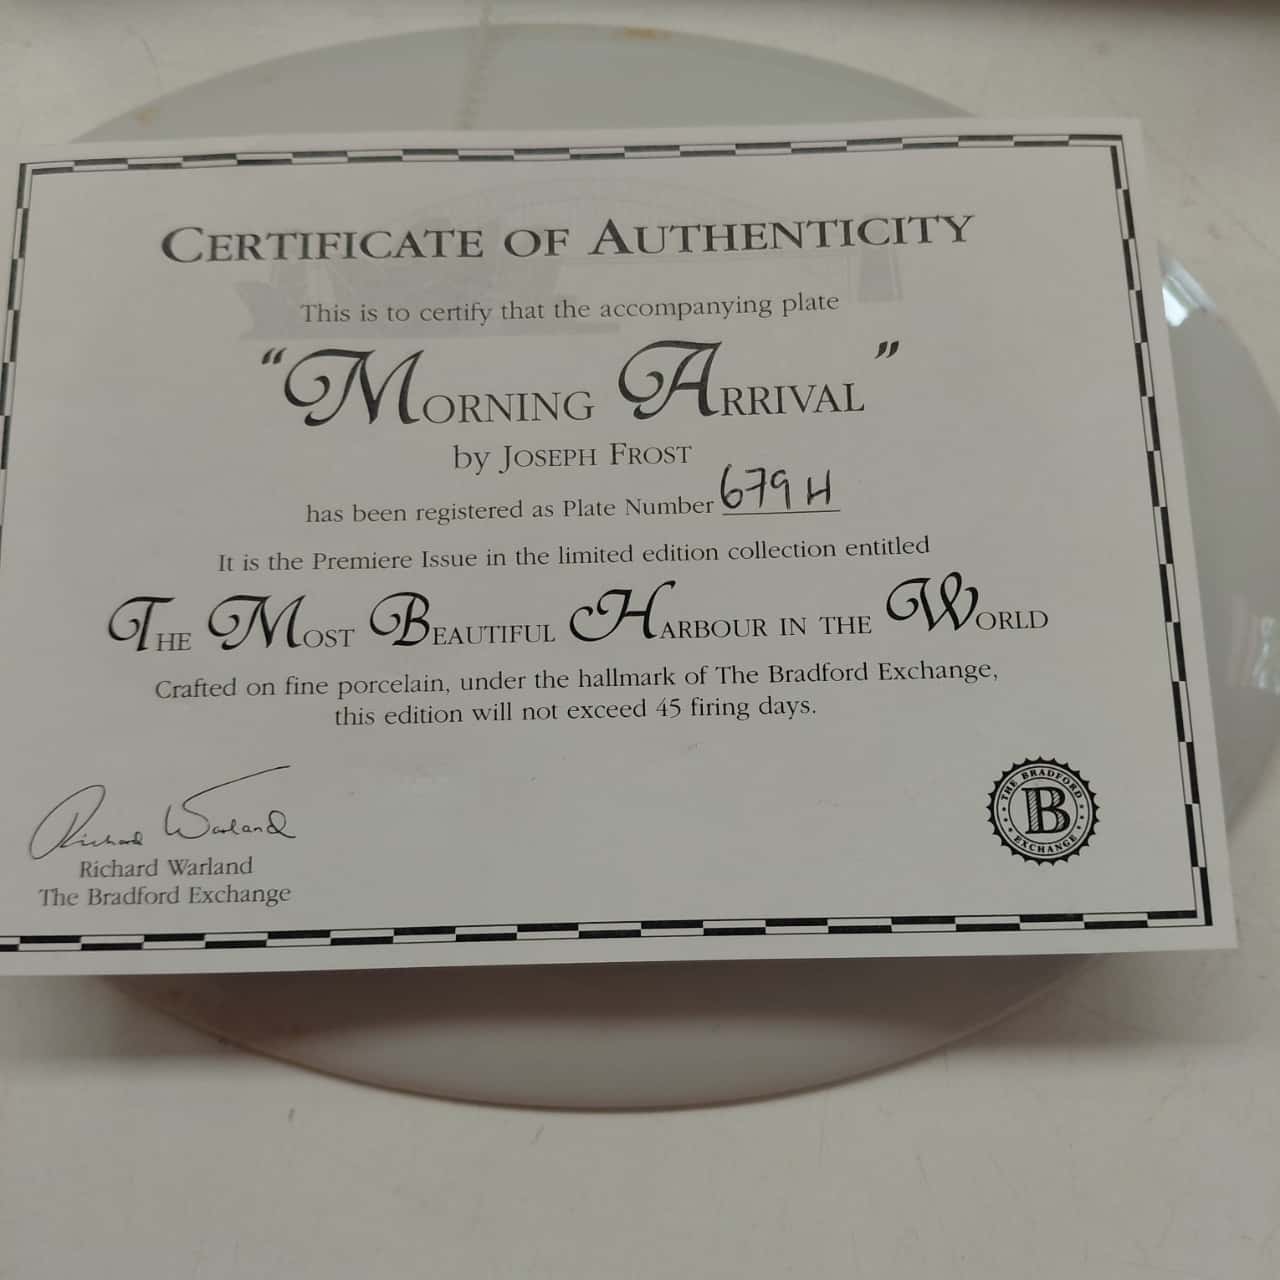 CERTIFICATE OF AUTHENTICITY
This is to certify that the accompanying plate
“MORNING ARRIVAL”
by JOSEPH FROST
has been registered as Plate Number 679H
It is the Premiere Issue in the limited edition collection entitled
THE MOST BEAUTIFUL HARBOUR IN THE WORLD
Crafted on fine porcelain, under the hallmark of The Bradford Exchange,
this edition will not exceed 45 firing days.
Richard Warland
Richard Warland
The Bradford Exchange
THE BRADFORD
B
EXCHANGE